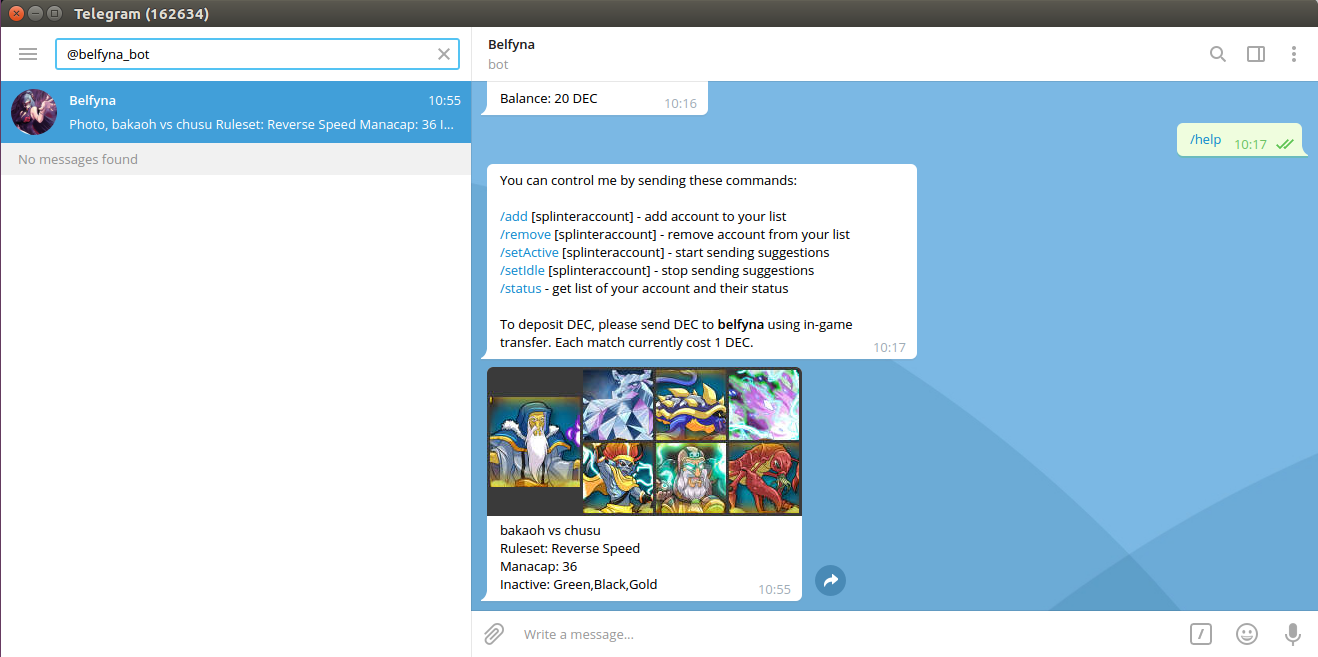 Telegram (162634)
@belfyna_bot
Belfyna 10:55
Photo, bakaoh vs chusu Ruleset: Reverse Speed Manacap: 36 I...
No messages found
Belfyna
bot
Balance: 20 DEC 10:16
/help 10:17
You can control me by sending these commands:
/add [splinteraccount] - add account to your list
/remove [splinteraccount] - remove account from your list
/setActive [splinteraccount] - start sending suggestions
/setIdle [splinteraccount] - stop sending suggestions
/status - get list of your account and their status
To deposit DEC, please send DEC to belfyna using in-game
transfer. Each match currently cost 1 DEC. 10:17
bakaoh vs chusu
Ruleset: Reverse Speed
Manacap: 36
Inactive: Green,Black,Gold 10:55
Write a message...